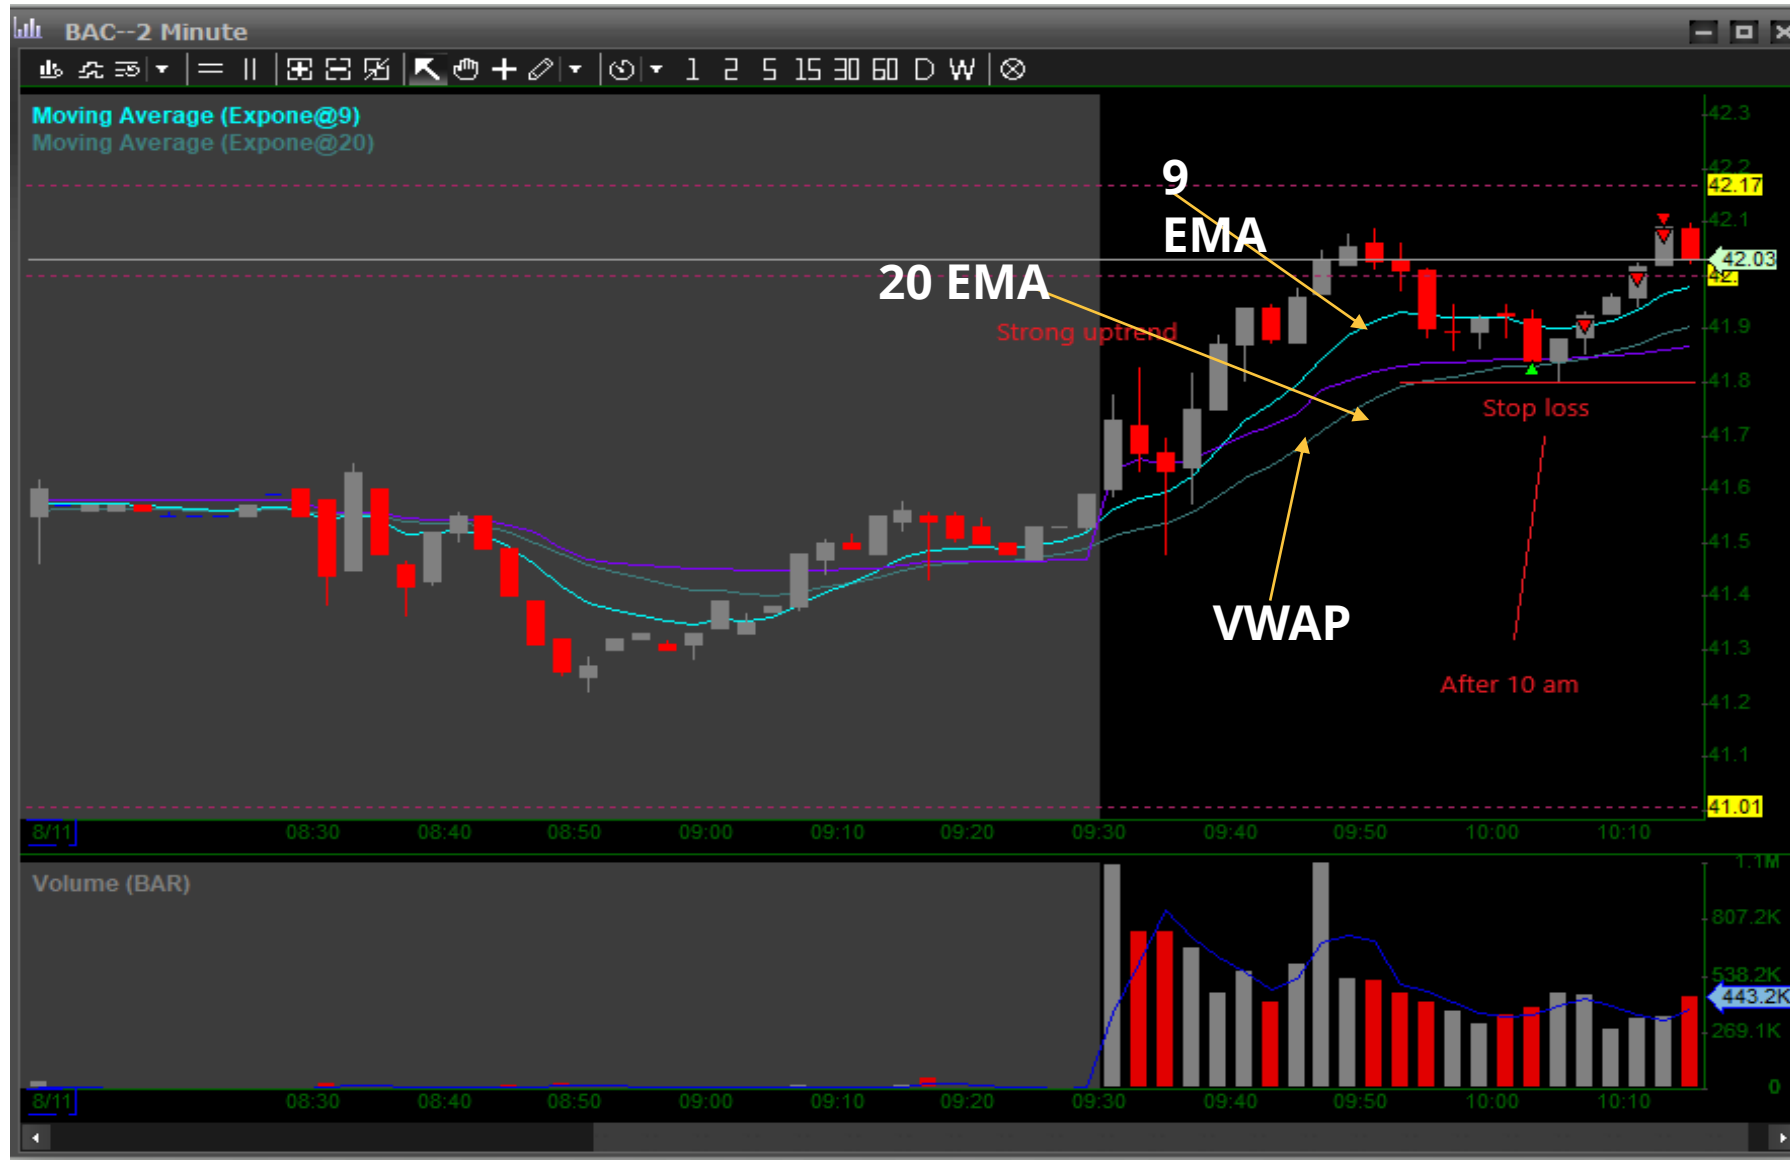 BAC--2 Minute
1 2 5 15 30 60 D W
Moving Average (Expone@9)
Moving Average (Expone@20)
9
EMA
20 EMA
Strong uptrend
Stop loss
VWAP
After 10 am
42.3
42.2
42.17
42.1
42.03
42.
41.9
41.8
41.7
41.6
41.5
41.4
41.3
41.2
41.1
41.01
8/11 08:30 08:40 08:50 09:00 09:10 09:20 09:30 09:40 09:50 10:00 10:10
Volume (BAR)
1.1M
807.2K
538.2K
443.2K
269.1K
0
8/11 08:30 08:40 08:50 09:00 09:10 09:20 09:30 09:40 09:50 10:00 10:10